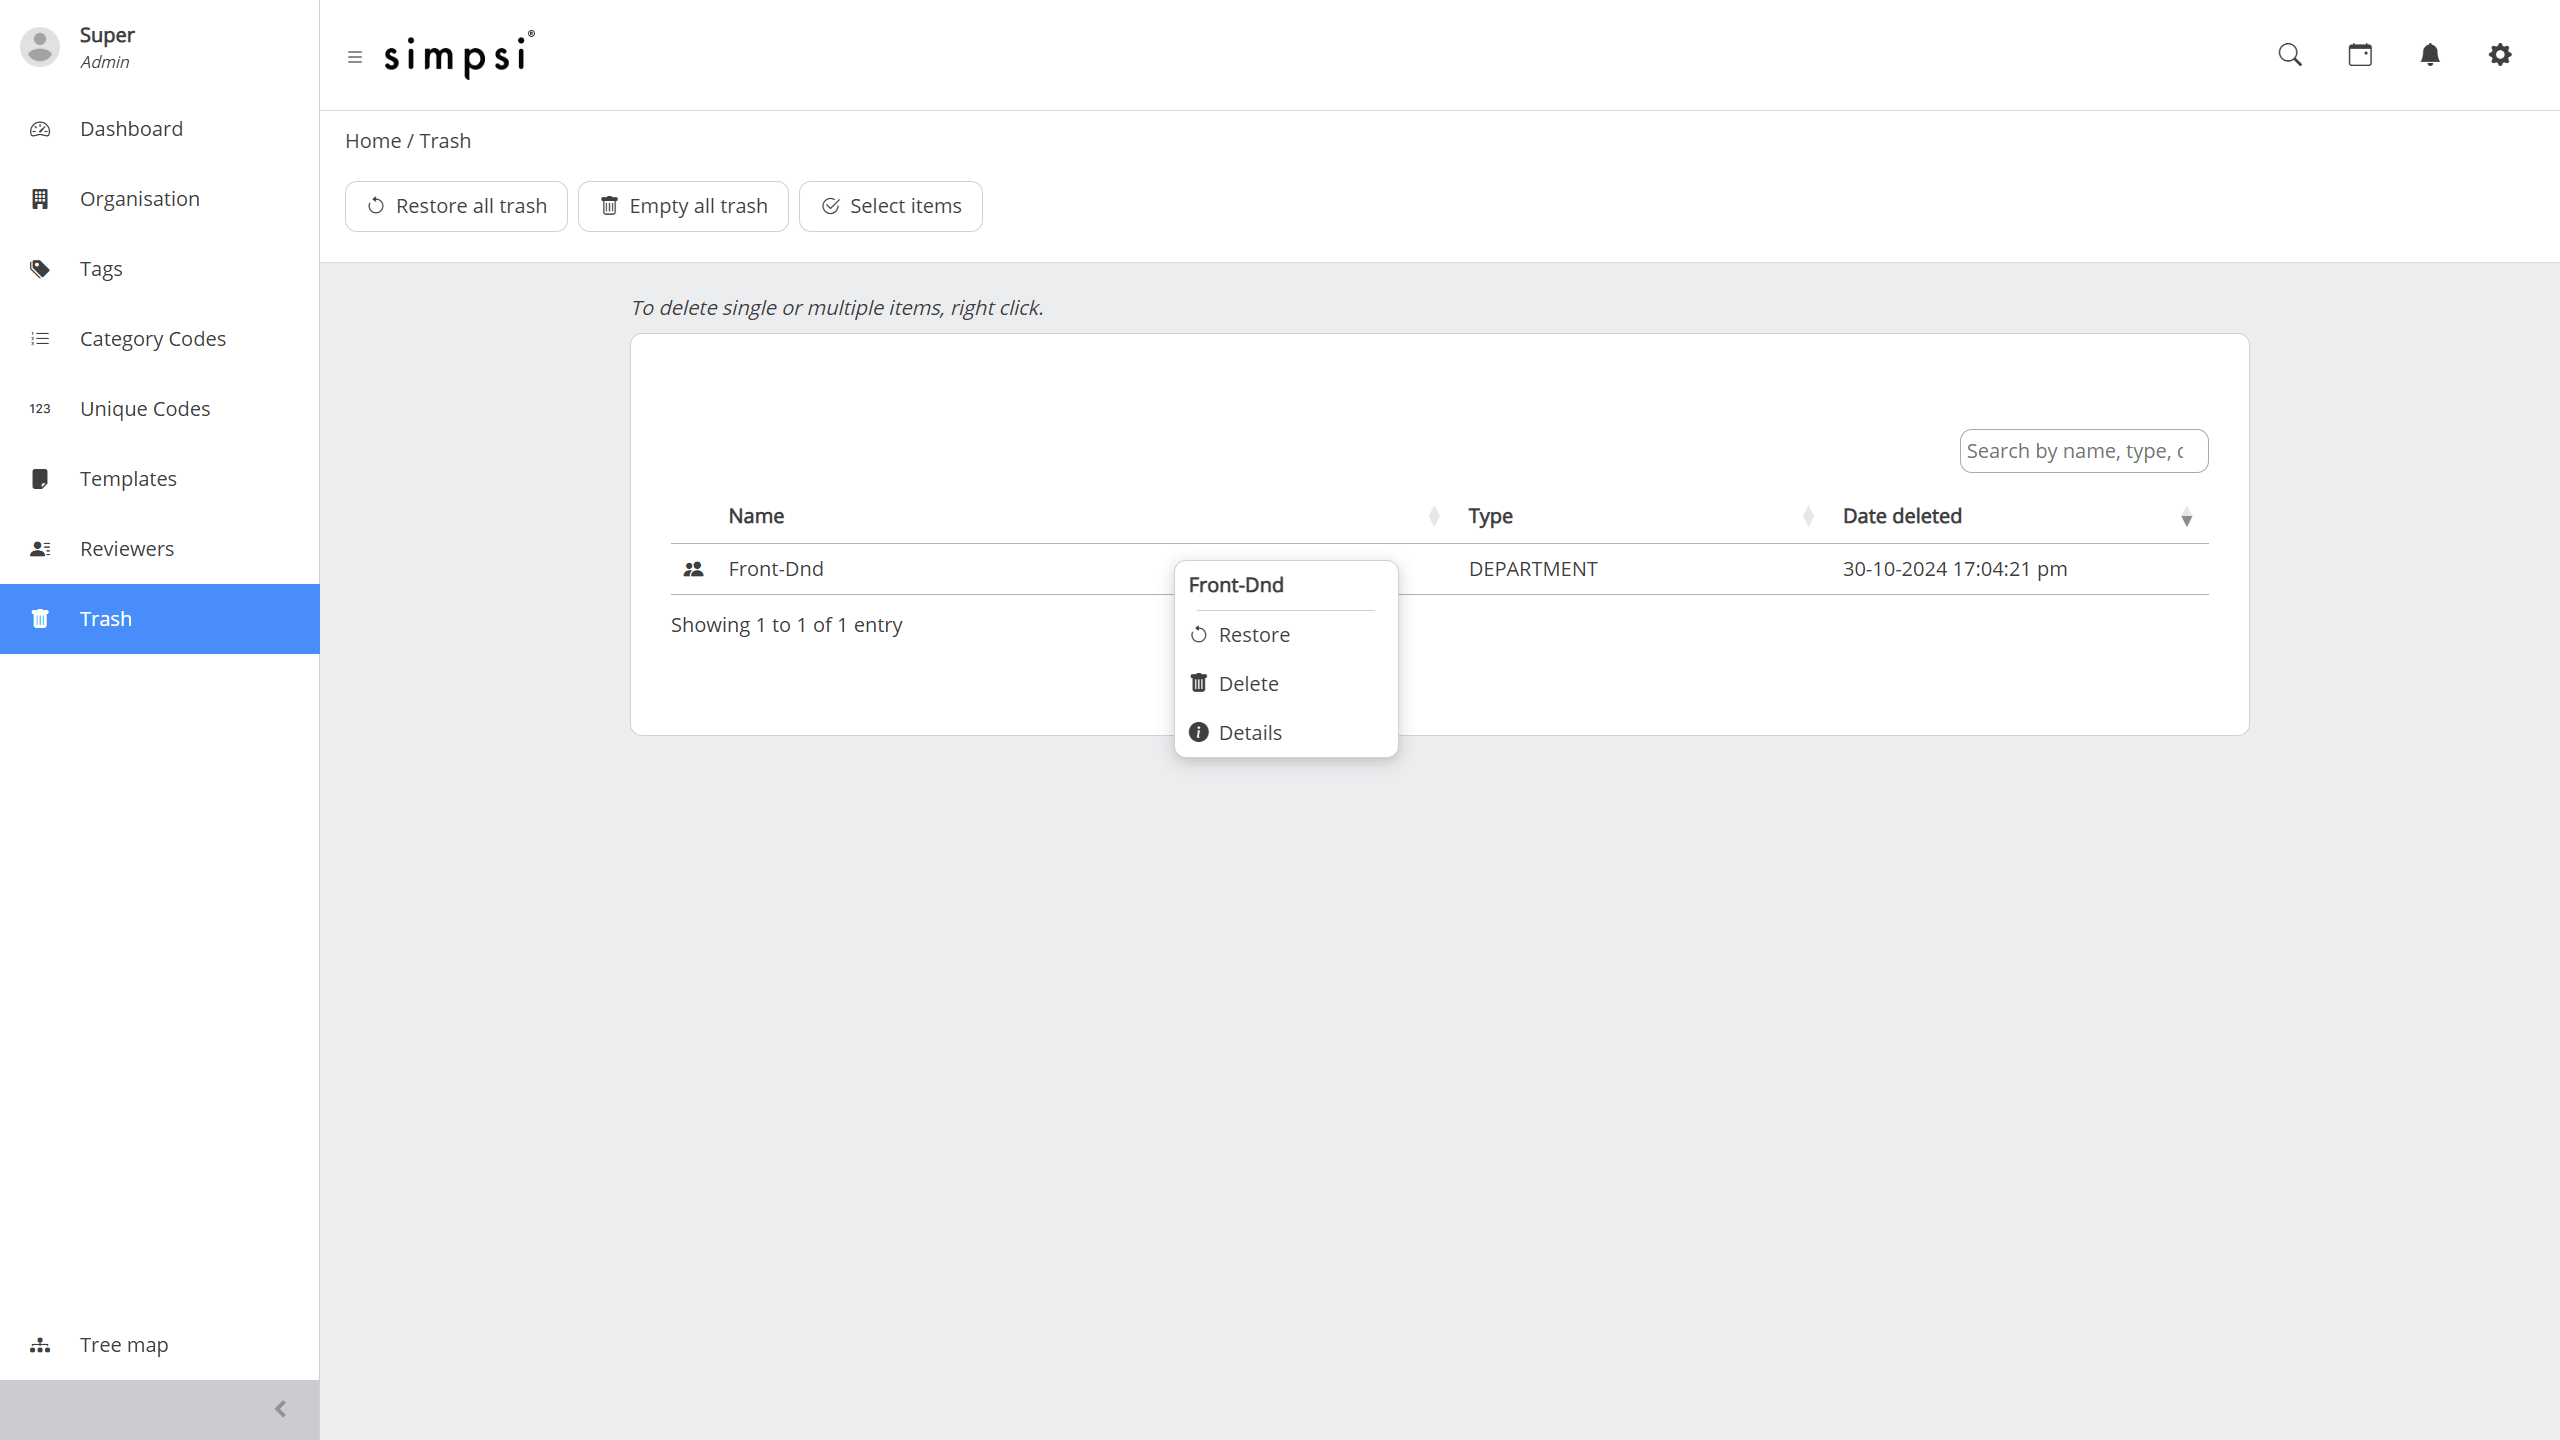 Super
Admin
Dashboard
Organisation
Tags
Category Codes
123 Unique Codes
Templates
Reviewers
Trash
Tree map
simpsi®
Home / Trash
Restore all trash Empty all trash Select items
To delete single or multiple items, right click.
Search by name, type, c
Name Type Date deleted
Front-Dnd DEPARTMENT 30-10-2024 17:04:21 pm
Showing 1 to 1 of 1 entry
Front-Dnd
Restore
Delete
Details